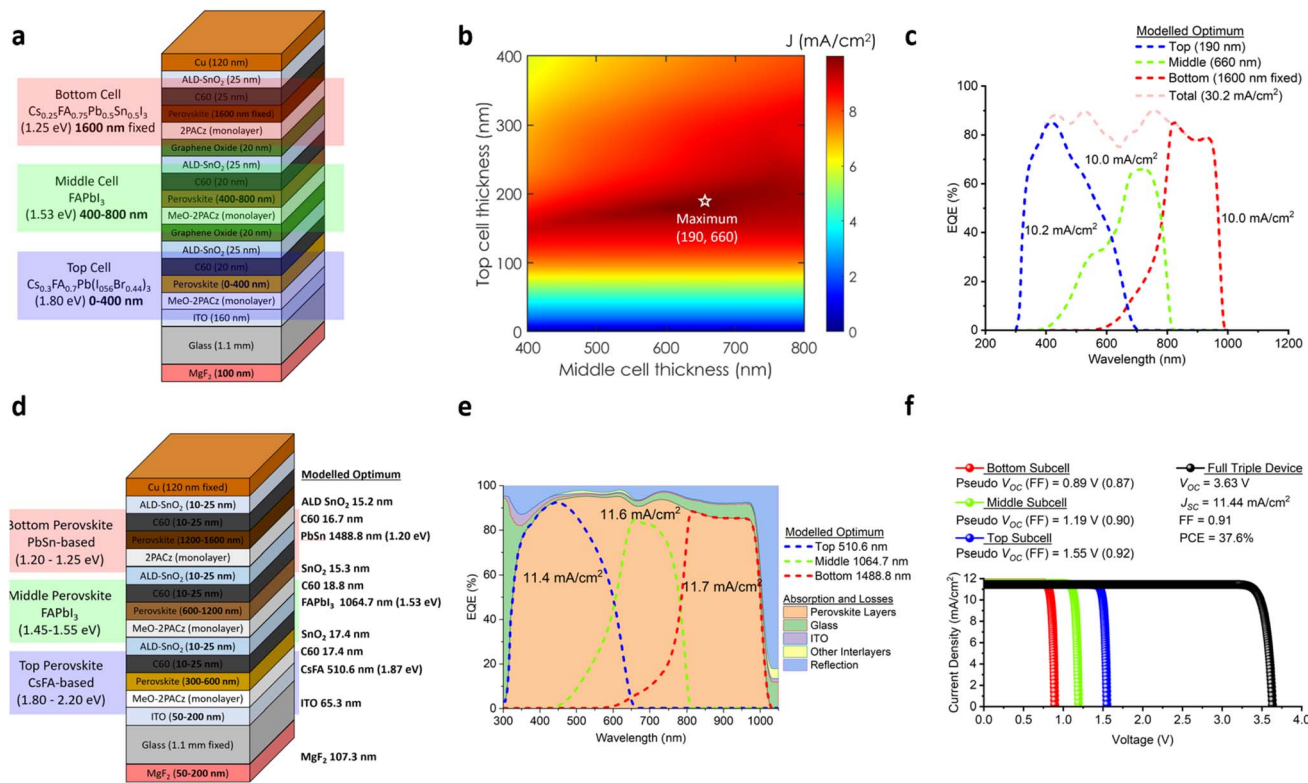 a
Cu (120 nm)
ALD-SnO₂ (25 nm)
C60 (25 nm)
Perovskite (1600 nm fixed)
2PACz (monolayer)
Graphene Oxide (20 nm)
ALD-SnO₂ (25 nm)
C60 (20 nm)
Perovskite (400-800 nm)
MeO-2PACz (monolayer)
Graphene Oxide (20 nm)
ALD-SnO₂ (25 nm)
C60 (20 nm)
Perovskite (0-400 nm)
MeO-2PACz (monolayer)
ITO (160 nm)
Glass (1.1 mm)
MgF₂ (100 nm)
Bottom Cell
Cs₀.₂₅FA₀.₇₅Pb₀.₅Sn₀.₅I₃
(1.25 eV) 1600 nm fixed
Middle Cell
FAPbI₃
(1.53 eV) 400-800 nm
Top Cell
Cs₀.₃FA₀.₇Pb(I₀₅₆Br₀.₄₄)₃
(1.80 eV) 0-400 nm
b
J (mA/cm²)
400
300
200
100
0
Top cell thickness (nm)
Maximum
(190, 660)
400 500 600 700 800
Middle cell thickness (nm)
8
6
4
2
0
c
Modelled Optimum
Top (190 nm)
Middle (660 nm)
Bottom (1600 nm fixed)
Total (30.2 mA/cm²)
100
80
60
40
20
0
EQE (%)
10.0 mA/cm²
10.2 mA/cm²
10.0 mA/cm²
200 400 600 800 1000 1200
Wavelength (nm)
d
Cu (120 nm fixed)
ALD-SnO₂ (10-25 nm)
C60 (10-25 nm)
Perovskite (1200-1600 nm)
2PACz (monolayer)
ALD-SnO₂ (10-25 nm)
C60 (10-25 nm)
Perovskite (600-1200 nm)
MeO-2PACz (monolayer)
ALD-SnO₂ (10-25 nm)
C60 (10-25 nm)
Perovskite (300-600 nm)
MeO-2PACz (monolayer)
ITO (50-200 nm)
Glass (1.1 mm fixed)
MgF₂ (50-200 nm)
Bottom Perovskite
PbSn-based
(1.20 - 1.25 eV)
Middle Perovskite
FAPbI₃
(1.45-1.55 eV)
Top Perovskite
CsFA-based
(1.80 - 2.20 eV)
Modelled Optimum
ALD SnO₂ 15.2 nm
C60 16.7 nm
PbSn 1488.8 nm (1.20 eV)
SnO₂ 15.3 nm
C60 18.8 nm
FAPbI₃ 1064.7 nm (1.53 eV)
SnO₂ 17.4 nm
C60 17.4 nm
CsFA 510.6 nm (1.87 eV)
ITO 65.3 nm
MgF₂ 107.3 nm
e
100
80
60
40
20
0
EQE (%)
11.6 mA/cm²
11.4 mA/cm²
11.7 mA/cm²
300 400 500 600 700 800 900 1000
Wavelength (nm)
Modelled Optimum
Top 510.6 nm
Middle 1064.7 nm
Bottom 1488.8 nm
Absorption and Losses
Perovskite Layers
Glass
ITO
Other Interlayers
Reflection
f
Bottom Subcell
Pseudo V_OC (FF) = 0.89 V (0.87)
Middle Subcell
Pseudo V_OC (FF) = 1.19 V (0.90)
Top Subcell
Pseudo V_OC (FF) = 1.55 V (0.92)
Full Triple Device
V_OC = 3.63 V
J_SC = 11.44 mA/cm²
FF = 0.91
PCE = 37.6%
12
10
8
6
4
2
0
Current Density (mA/cm²)
0.0 0.5 1.0 1.5 2.0 2.5 3.0 3.5 4.0
Voltage (V)